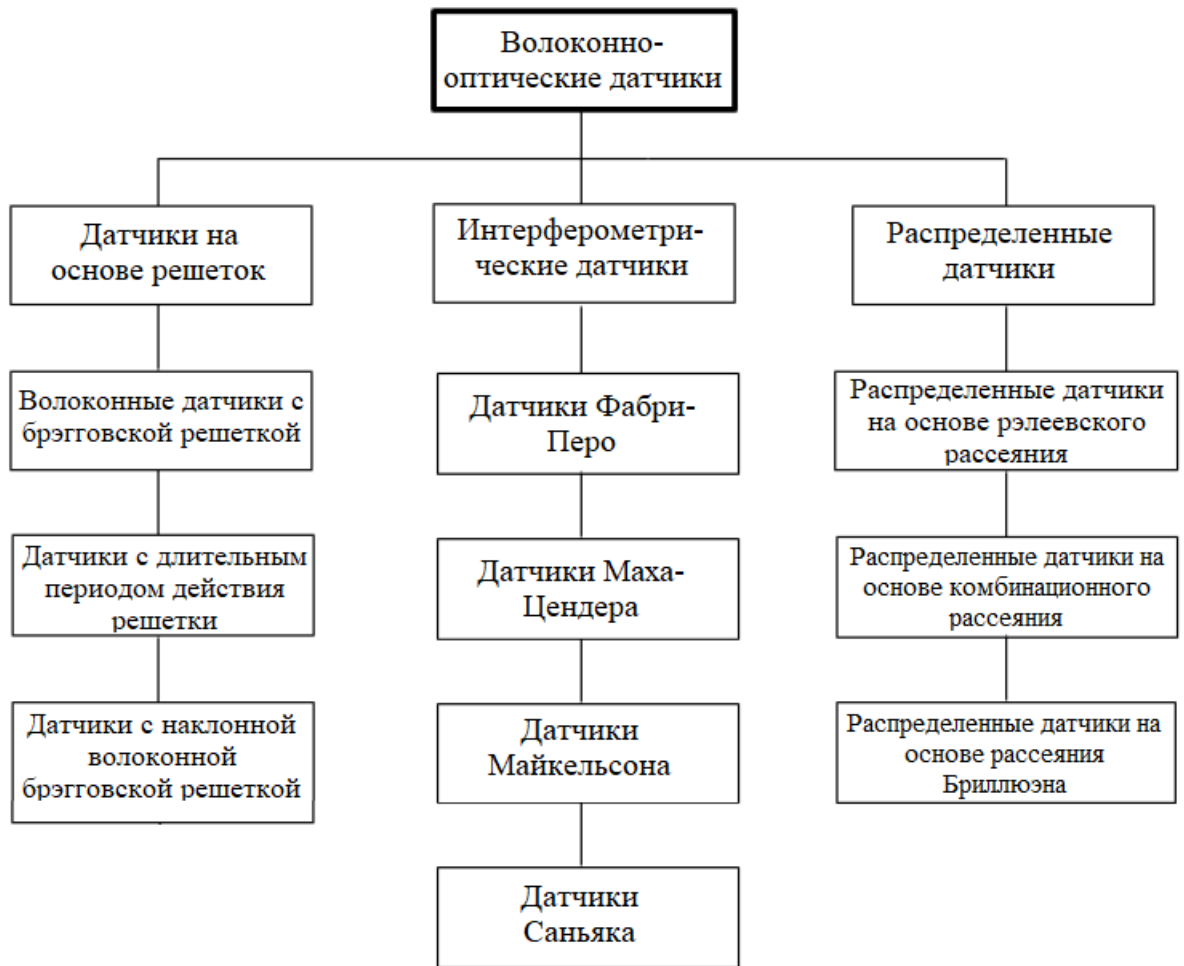 Волоконно-
оптические датчики
Датчики на
основе решеток
Волоконные датчики с
брэгговской решеткой
Датчики с длительным
периодом действия
решетки
Датчики с наклонной
волоконной
брэгговской решеткой
Интерферометри-
ческие датчики
Датчики Фабри-
Перо
Датчики Маха-
Цендера
Датчики
Майкельсона
Датчики
Саньяка
Распределенные
датчики
Распределенные датчики
на основе рэлеевского
рассеяния
Распределенные датчики на
основе комбинационного
рассеяния
Распределенные датчики на
основе рассеяния
Бриллюэна